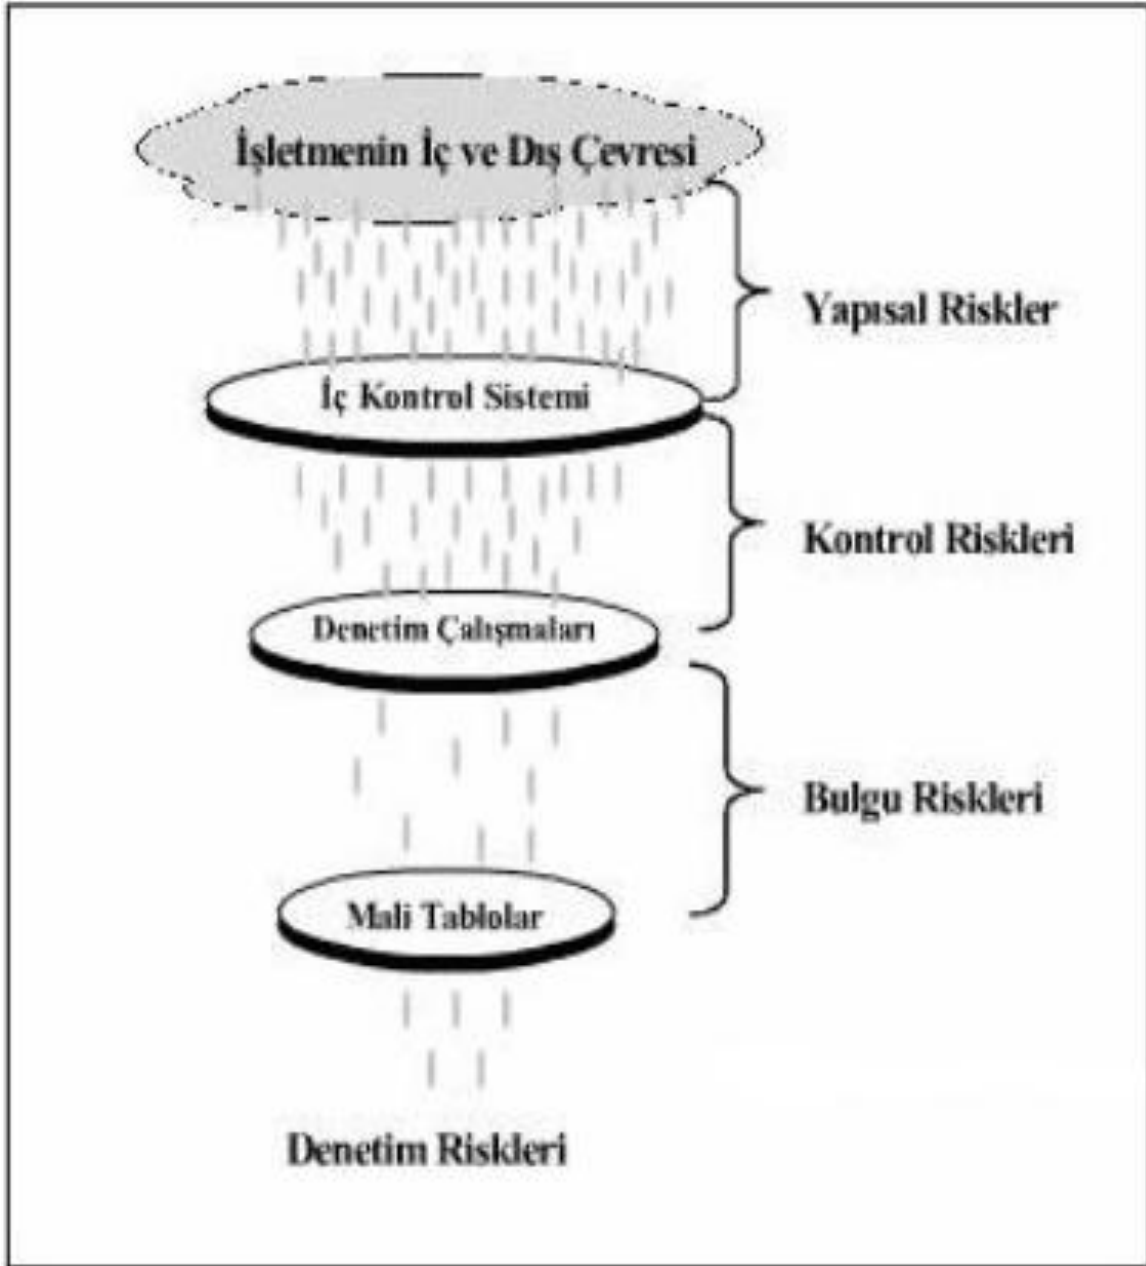 İşletmenin İç ve Dış Çevresi
Yapısal Riskler
İç Kontrol Sistemi
Kontrol Riskleri
Denetim Çalışmaları
Bulgu Riskleri
Mali Tablolar
Denetim Riskleri